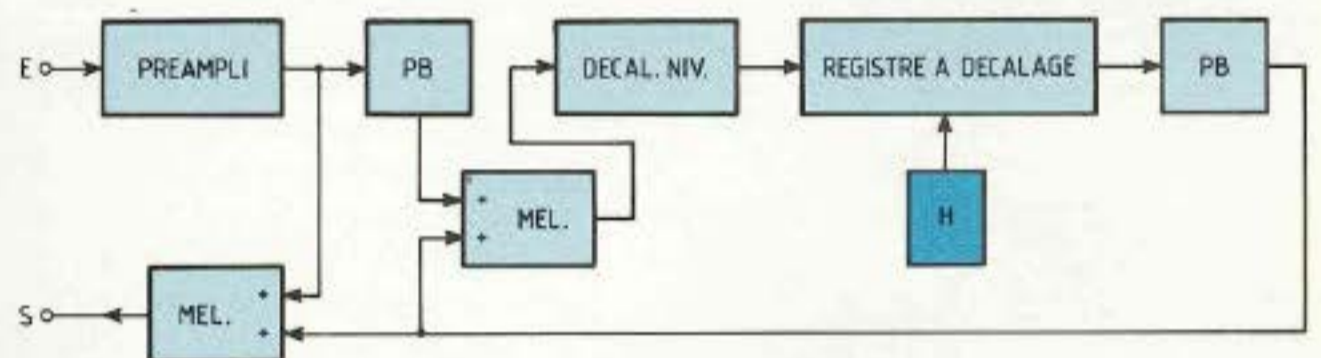 E
PREAMPLI
PB
DECAL. NIV.
REGISTRE A DECALAGE
PB
+
+
MEL.
H
S
MEL.
+
+